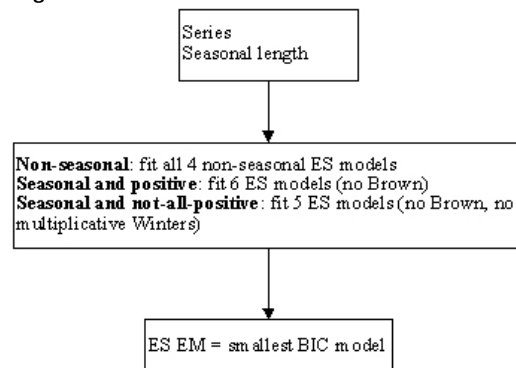 Series
Seasonal length
Non-seasonal: fit all 4 non-seasonal ES models
Seasonal and positive: fit 6 ES models (no Brown)
Seasonal and not-all-positive: fit 5 ES models (no Brown, no
multiplicative Winters)
ES EM = smallest BIC model